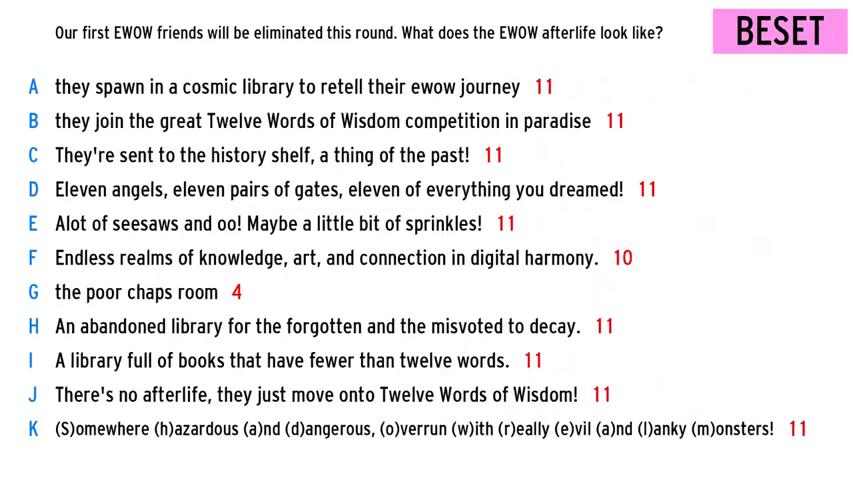 Our first EWOW friends will be eliminated this round. What does the EWOW afterlife look like?
BESET
A they spawn in a cosmic library to retell their ewow journey 11
B they join the great Twelve Words of Wisdom competition in paradise 11
C They're sent to the history shelf, a thing of the past! 11
D Eleven angels, eleven pairs of gates, eleven of everything you dreamed! 11
E Alot of seesaws and oo! Maybe a little bit of sprinkles! 11
F Endless realms of knowledge, art, and connection in digital harmony. 10
G the poor chaps room 4
H An abandoned library for the forgotten and the misvoted to decay. 11
I A library full of books that have fewer than twelve words. 11
J There's no afterlife, they just move onto Twelve Words of Wisdom! 11
K (S)omewhere (h)azardous (a)nd (d)angerous, (o)verrun (w)ith (r)eally (e)vil (a)nd (l)anky (m)onsters! 11